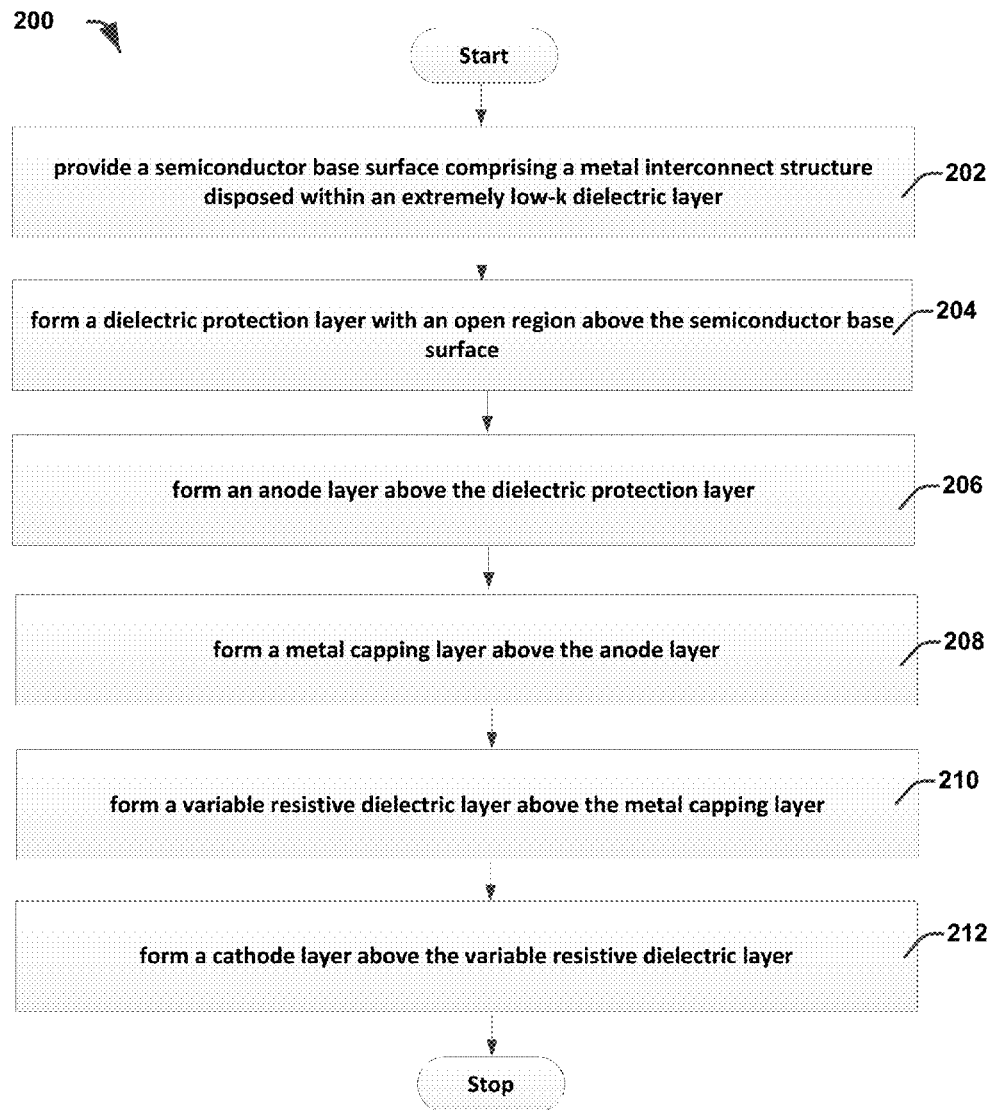 200
Start
provide a semiconductor base surface comprising a metal interconnect structure
disposed within an extremely low-k dielectric layer
202
form a dielectric protection layer with an open region above the semiconductor base
surface
204
form an anode layer above the dielectric protection layer
206
form a metal capping layer above the anode layer
208
form a variable resistive dielectric layer above the metal capping layer
210
form a cathode layer above the variable resistive dielectric layer
212
Stop